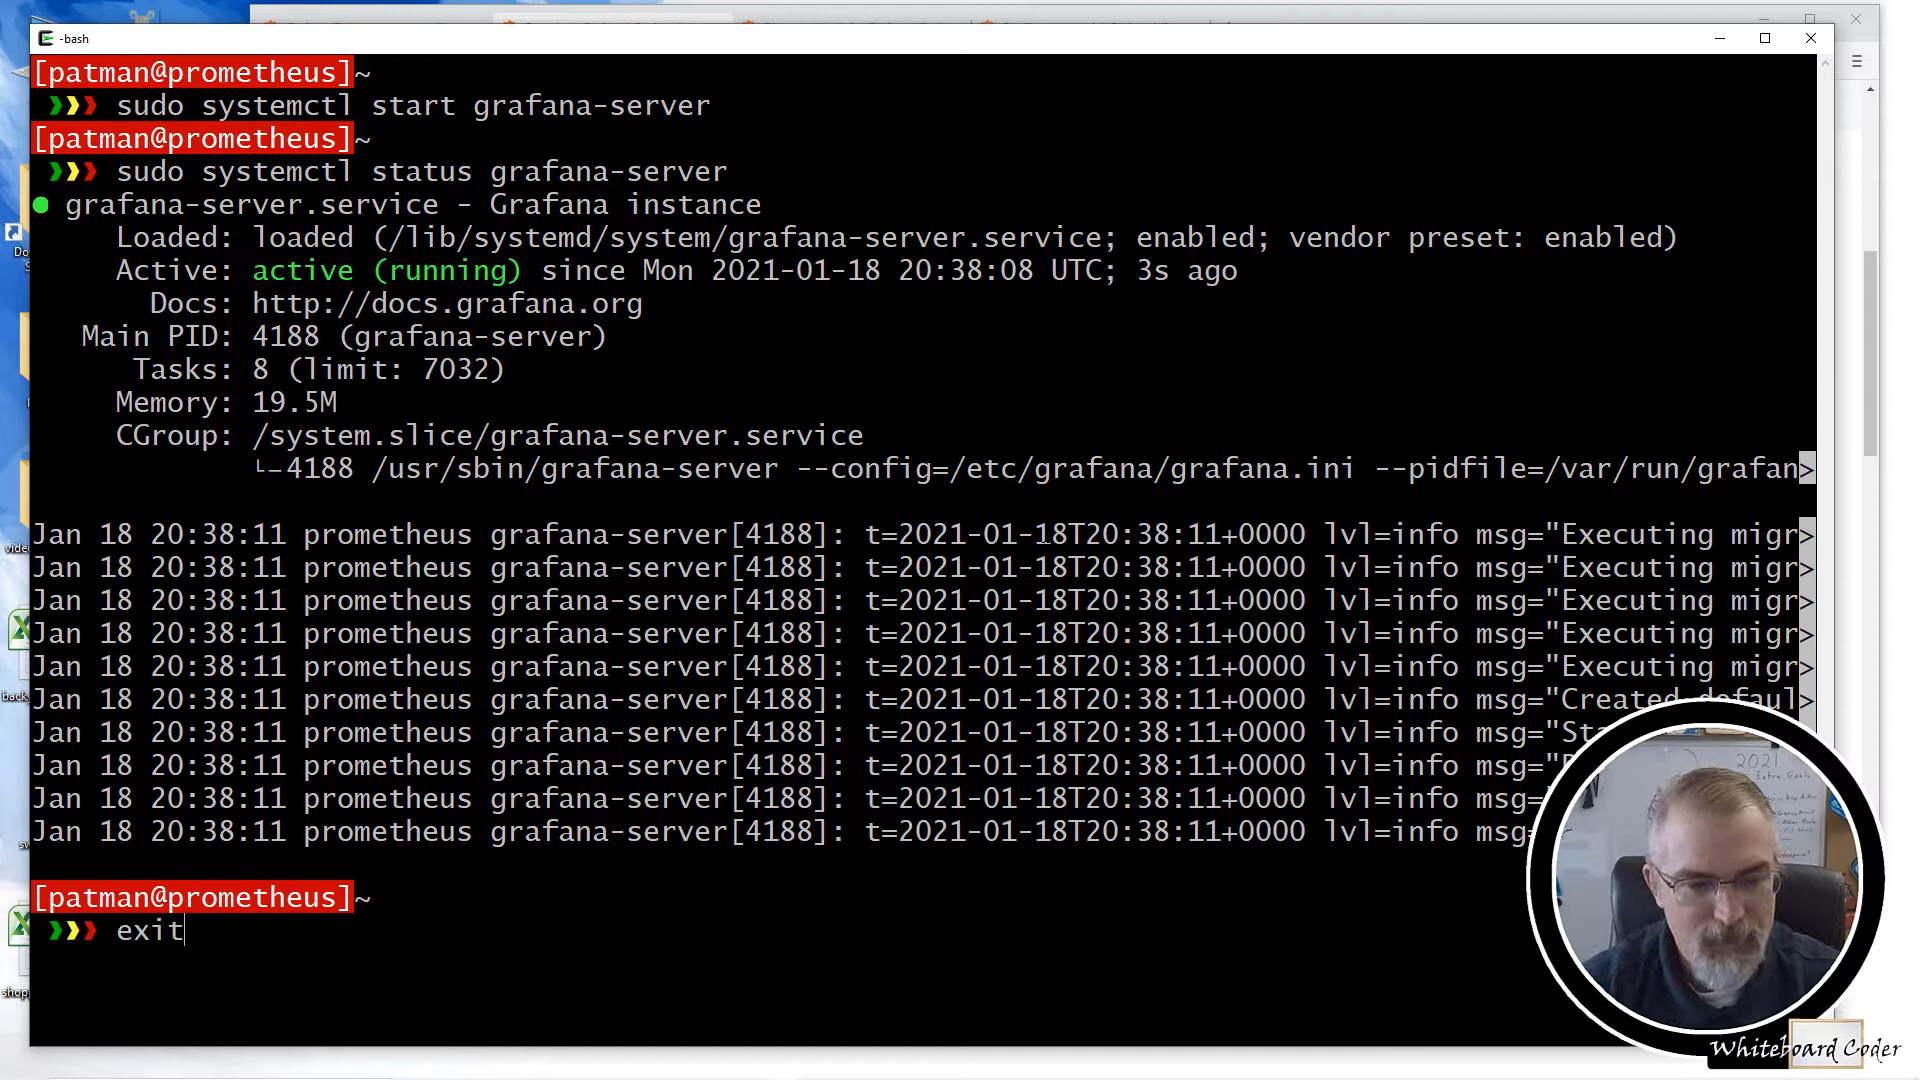 -bash
[patman@prometheus]~
❯❯❯ sudo systemctl start grafana-server
[patman@prometheus]~
❯❯❯ sudo systemctl status grafana-server
● grafana-server.service - Grafana instance
Loaded: loaded (/lib/systemd/system/grafana-server.service; enabled; vendor preset: enabled)
Active: active (running) since Mon 2021-01-18 20:38:08 UTC; 3s ago
Docs: http://docs.grafana.org
Main PID: 4188 (grafana-server)
Tasks: 8 (limit: 7032)
Memory: 19.5M
CGroup: /system.slice/grafana-server.service
└─4188 /usr/sbin/grafana-server --config=/etc/grafana/grafana.ini --pidfile=/var/run/grafan>
Jan 18 20:38:11 prometheus grafana-server[4188]: t=2021-01-18T20:38:11+0000 lvl=info msg="Executing migr>
Jan 18 20:38:11 prometheus grafana-server[4188]: t=2021-01-18T20:38:11+0000 lvl=info msg="Executing migr>
Jan 18 20:38:11 prometheus grafana-server[4188]: t=2021-01-18T20:38:11+0000 lvl=info msg="Executing migr>
Jan 18 20:38:11 prometheus grafana-server[4188]: t=2021-01-18T20:38:11+0000 lvl=info msg="Executing migr>
Jan 18 20:38:11 prometheus grafana-server[4188]: t=2021-01-18T20:38:11+0000 lvl=info msg="Executing migr>
Jan 18 20:38:11 prometheus grafana-server[4188]: t=2021-01-18T20:38:11+0000 lvl=info msg="Created defaul>
Jan 18 20:38:11 prometheus grafana-server[4188]: t=2021-01-18T20:38:11+0000 lvl=info msg="Sta
Jan 18 20:38:11 prometheus grafana-server[4188]: t=2021-01-18T20:38:11+0000 lvl=info msg="
Jan 18 20:38:11 prometheus grafana-server[4188]: t=2021-01-18T20:38:11+0000 lvl=info msg=
Jan 18 20:38:11 prometheus grafana-server[4188]: t=2021-01-18T20:38:11+0000 lvl=info msg=
[patman@prometheus]~
❯❯❯ exit
2021
Extra Goals
Whiteboard Coder